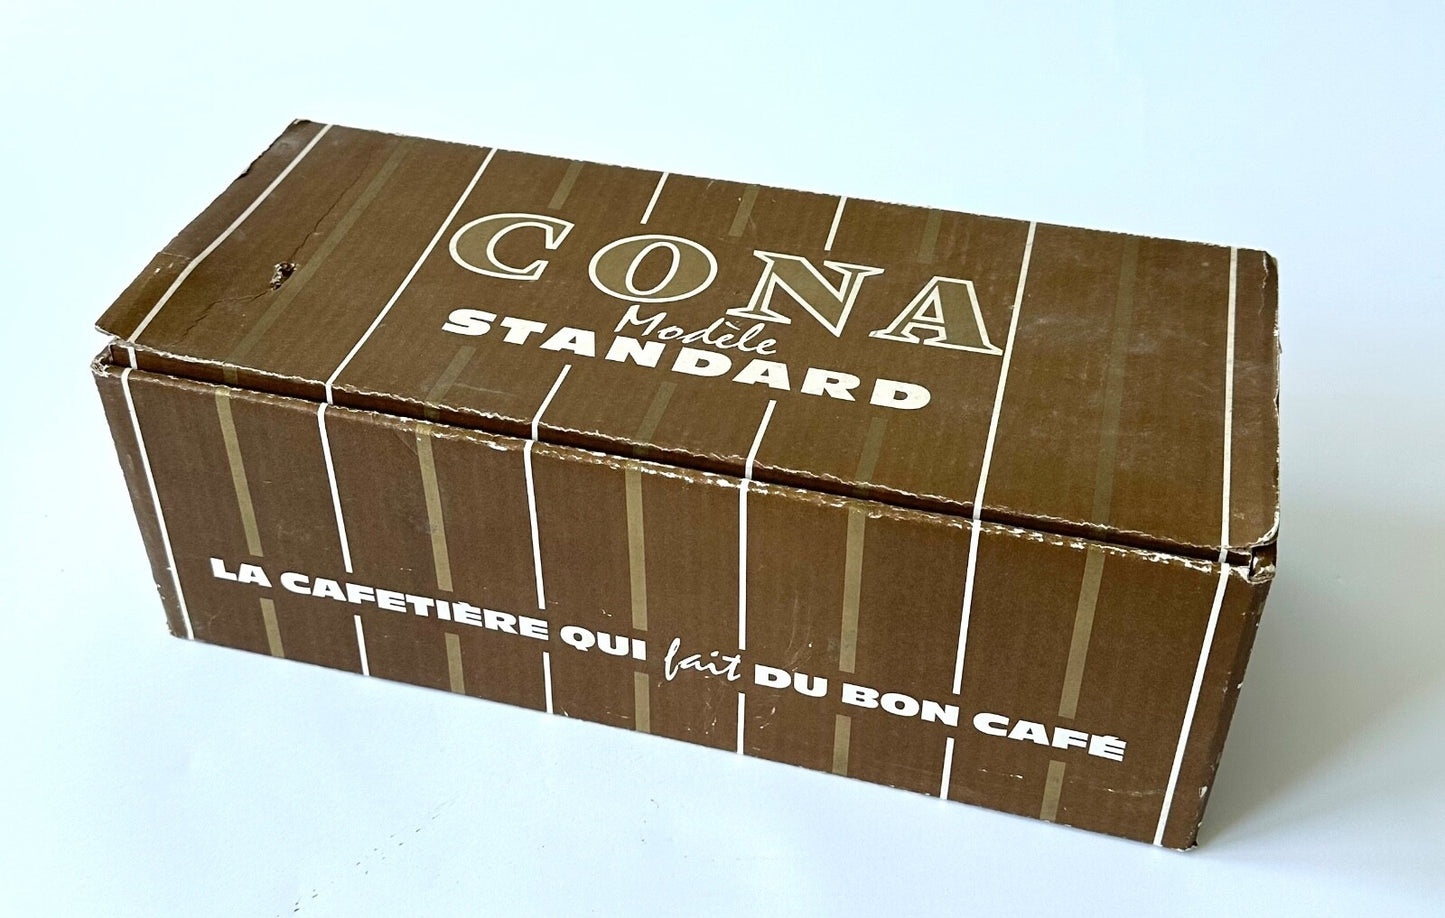 CONA
Modèle
STANDARD
LA CAFETIÈRE QUI fait DU BON CAFÉ